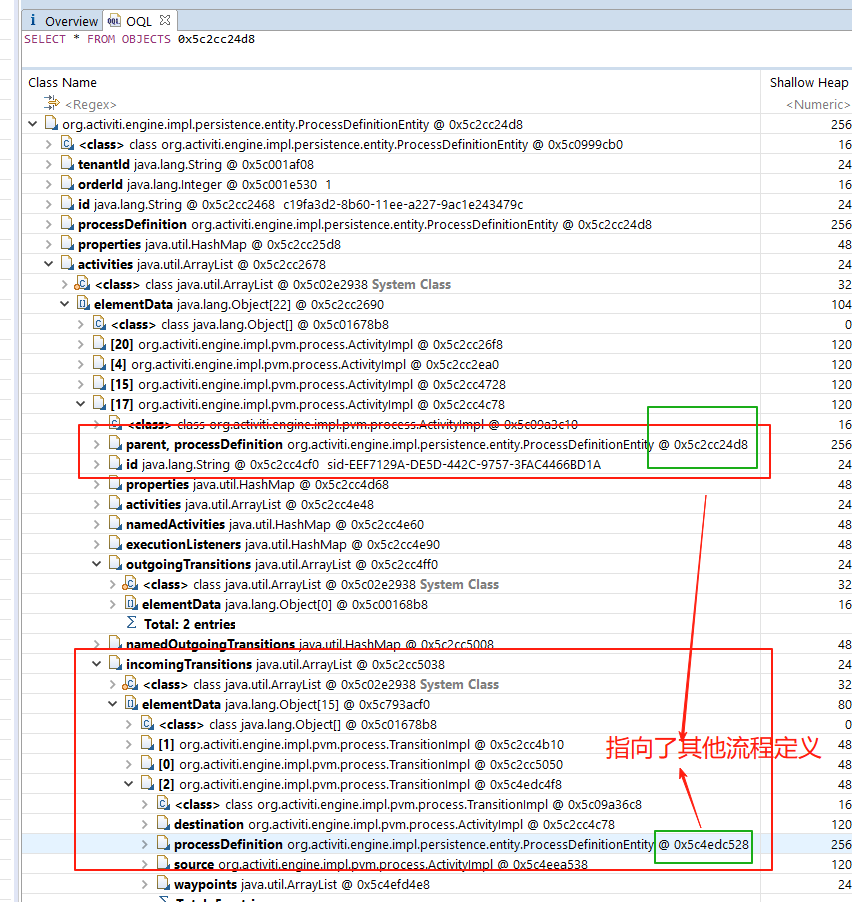 Overview OQL
SELECT * FROM OBJECTS 0x5c2cc24d8
Class Name Shallow Heap
<Regex> <Numeric>
org.activiti.engine.impl.persistence.entity.ProcessDefinitionEntity @ 0x5c2cc24d8 256
<class> class org.activiti.engine.impl.persistence.entity.ProcessDefinitionEntity @ 0x5c0999cb0 16
tenantId java.lang.String @ 0x5c001af08 24
orderId java.lang.Integer @ 0x5c001e530 1 16
id java.lang.String @ 0x5c2cc2468 c19fa3d2-8b60-11ee-a227-9ac1e243479c 24
processDefinition org.activiti.engine.impl.persistence.entity.ProcessDefinitionEntity @ 0x5c2cc24d8 256
properties java.util.HashMap @ 0x5c2cc25d8 48
activities java.util.ArrayList @ 0x5c2cc2678 24
<class> class java.util.ArrayList @ 0x5c02e2938 System Class 32
elementData java.lang.Object[22] @ 0x5c2cc2690 104
<class> class java.lang.Object[] @ 0x5c01678b8 0
[20] org.activiti.engine.impl.pvm.process.ActivityImpl @ 0x5c2cc26f8 120
[4] org.activiti.engine.impl.pvm.process.ActivityImpl @ 0x5c2cc2ea0 120
[15] org.activiti.engine.impl.pvm.process.ActivityImpl @ 0x5c2cc4728 120
[17] org.activiti.engine.impl.pvm.process.ActivityImpl @ 0x5c2cc4c78 120
<class> class org.activiti.engine.impl.pvm.process.ActivityImpl @ 0x5c09a3c10 16
parent, processDefinition org.activiti.engine.impl.persistence.entity.ProcessDefinitionEntity @ 0x5c2cc24d8 256
id java.lang.String @ 0x5c2cc4cf0 sid-EEF7129A-DE5D-442C-9757-3FAC4466BD1A 24
properties java.util.HashMap @ 0x5c2cc4d68 48
activities java.util.ArrayList @ 0x5c2cc4e48 24
namedActivities java.util.HashMap @ 0x5c2cc4e60 48
executionListeners java.util.HashMap @ 0x5c2cc4e90 48
outgoingTransitions java.util.ArrayList @ 0x5c2cc4ff0 24
<class> class java.util.ArrayList @ 0x5c02e2938 System Class 32
elementData java.lang.Object[0] @ 0x5c00168b8 16
Total: 2 entries
namedOutgoingTransitions java.util.HashMap @ 0x5c2cc5008 48
incomingTransitions java.util.ArrayList @ 0x5c2cc5038 24
<class> class java.util.ArrayList @ 0x5c02e2938 System Class 32
elementData java.lang.Object[15] @ 0x5c793acf0 80
<class> class java.lang.Object[] @ 0x5c01678b8 0
[1] org.activiti.engine.impl.pvm.process.TransitionImpl @ 0x5c2cc4b10 48
指向了其他流程定义
[0] org.activiti.engine.impl.pvm.process.TransitionImpl @ 0x5c2cc5050 48
[2] org.activiti.engine.impl.pvm.process.TransitionImpl @ 0x5c4edc4f8 48
<class> class org.activiti.engine.impl.pvm.process.TransitionImpl @ 0x5c09a36c8 16
destination org.activiti.engine.impl.pvm.process.ActivityImpl @ 0x5c2cc4c78 120
processDefinition org.activiti.engine.impl.persistence.entity.ProcessDefinitionEntity @ 0x5c4edc528 256
source org.activiti.engine.impl.pvm.process.ActivityImpl @ 0x5c4eea538 120
waypoints java.util.ArrayList @ 0x5c4efd4e8 24